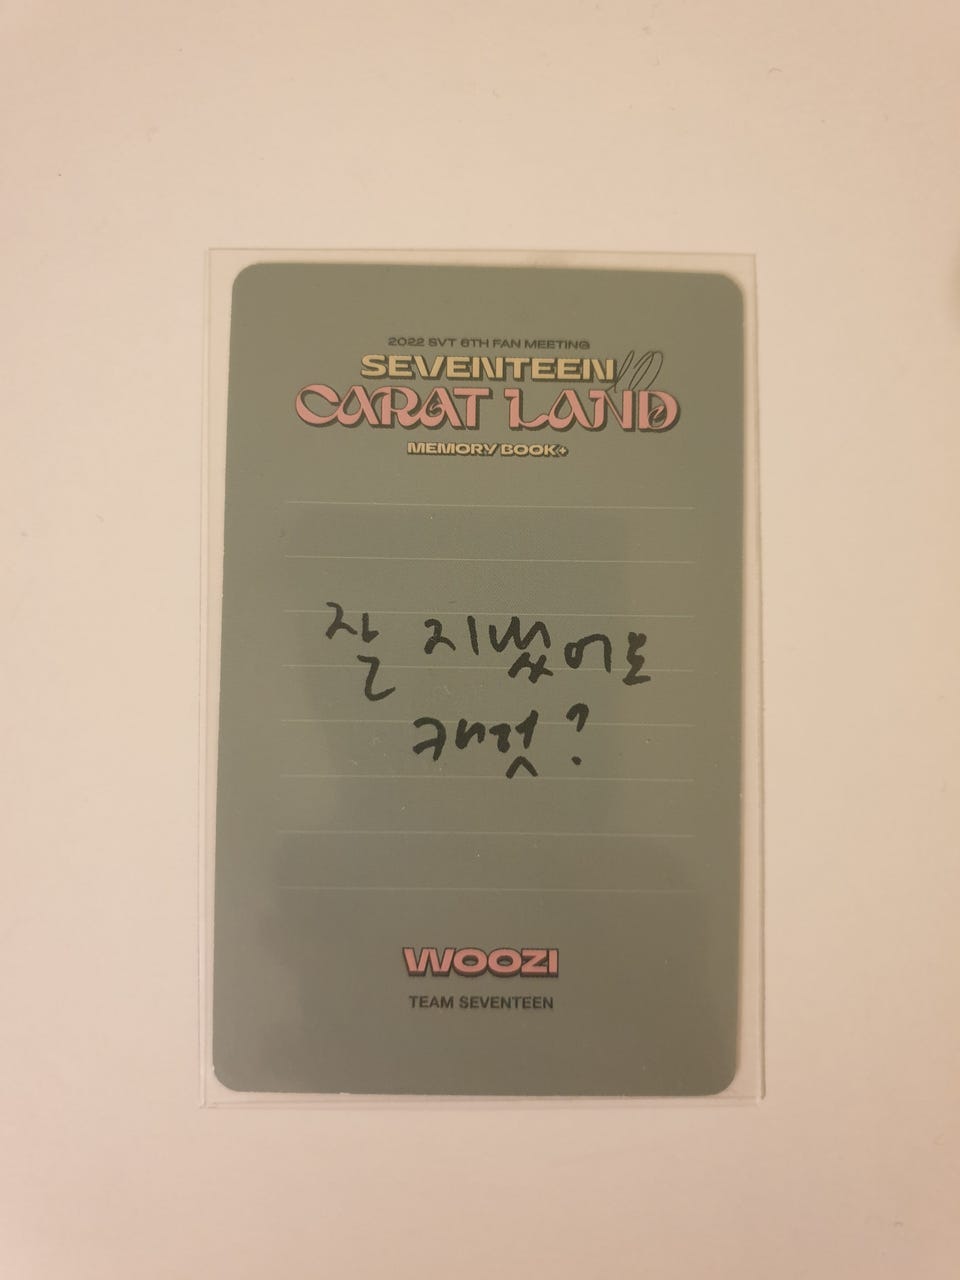 2022 SVT 6TH FAN MEETING
SEVENTEEN
CARAT LAND
MEMORY BOOK+
잘 지냈어요
캐럿?
WOOZI
TEAM SEVENTEEN